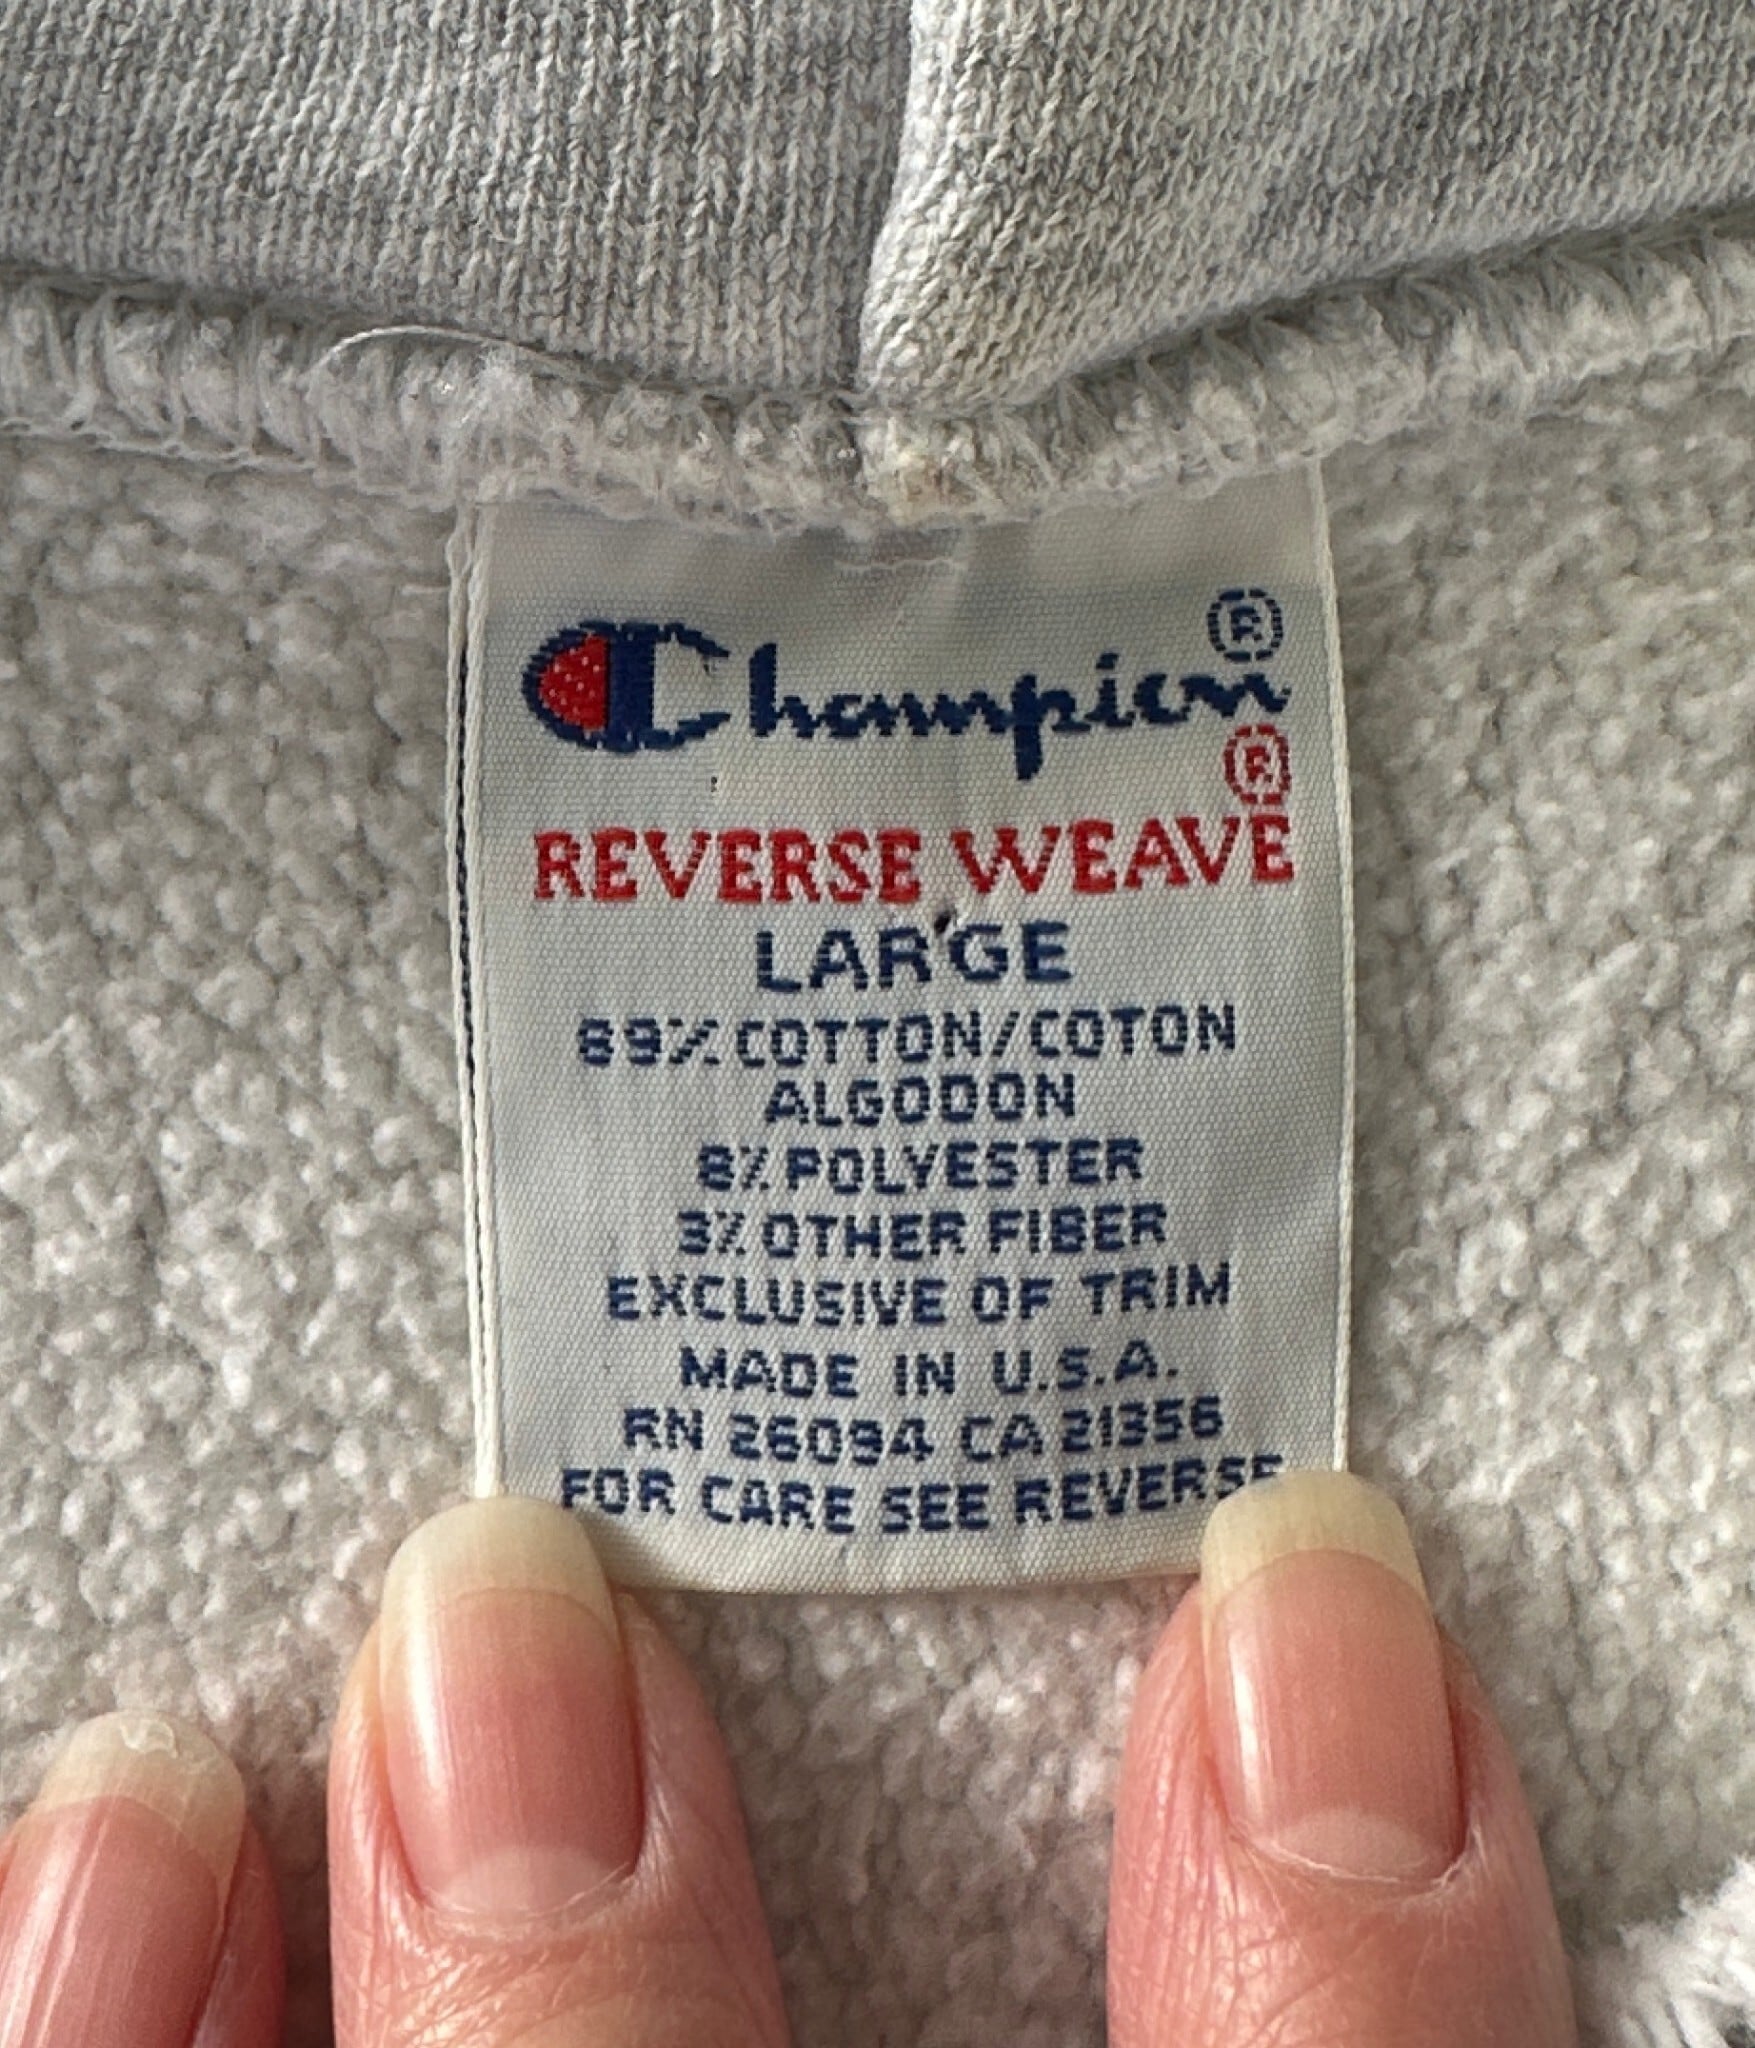 Champion®
REVERSE WEAVE®
LARGE
89% COTTON/COTON
ALGODON
8% POLYESTER
3% OTHER FIBER
EXCLUSIVE OF TRIM
MADE IN U.S.A.
RN 26094 CA 21356
FOR CARE SEE REVERSE